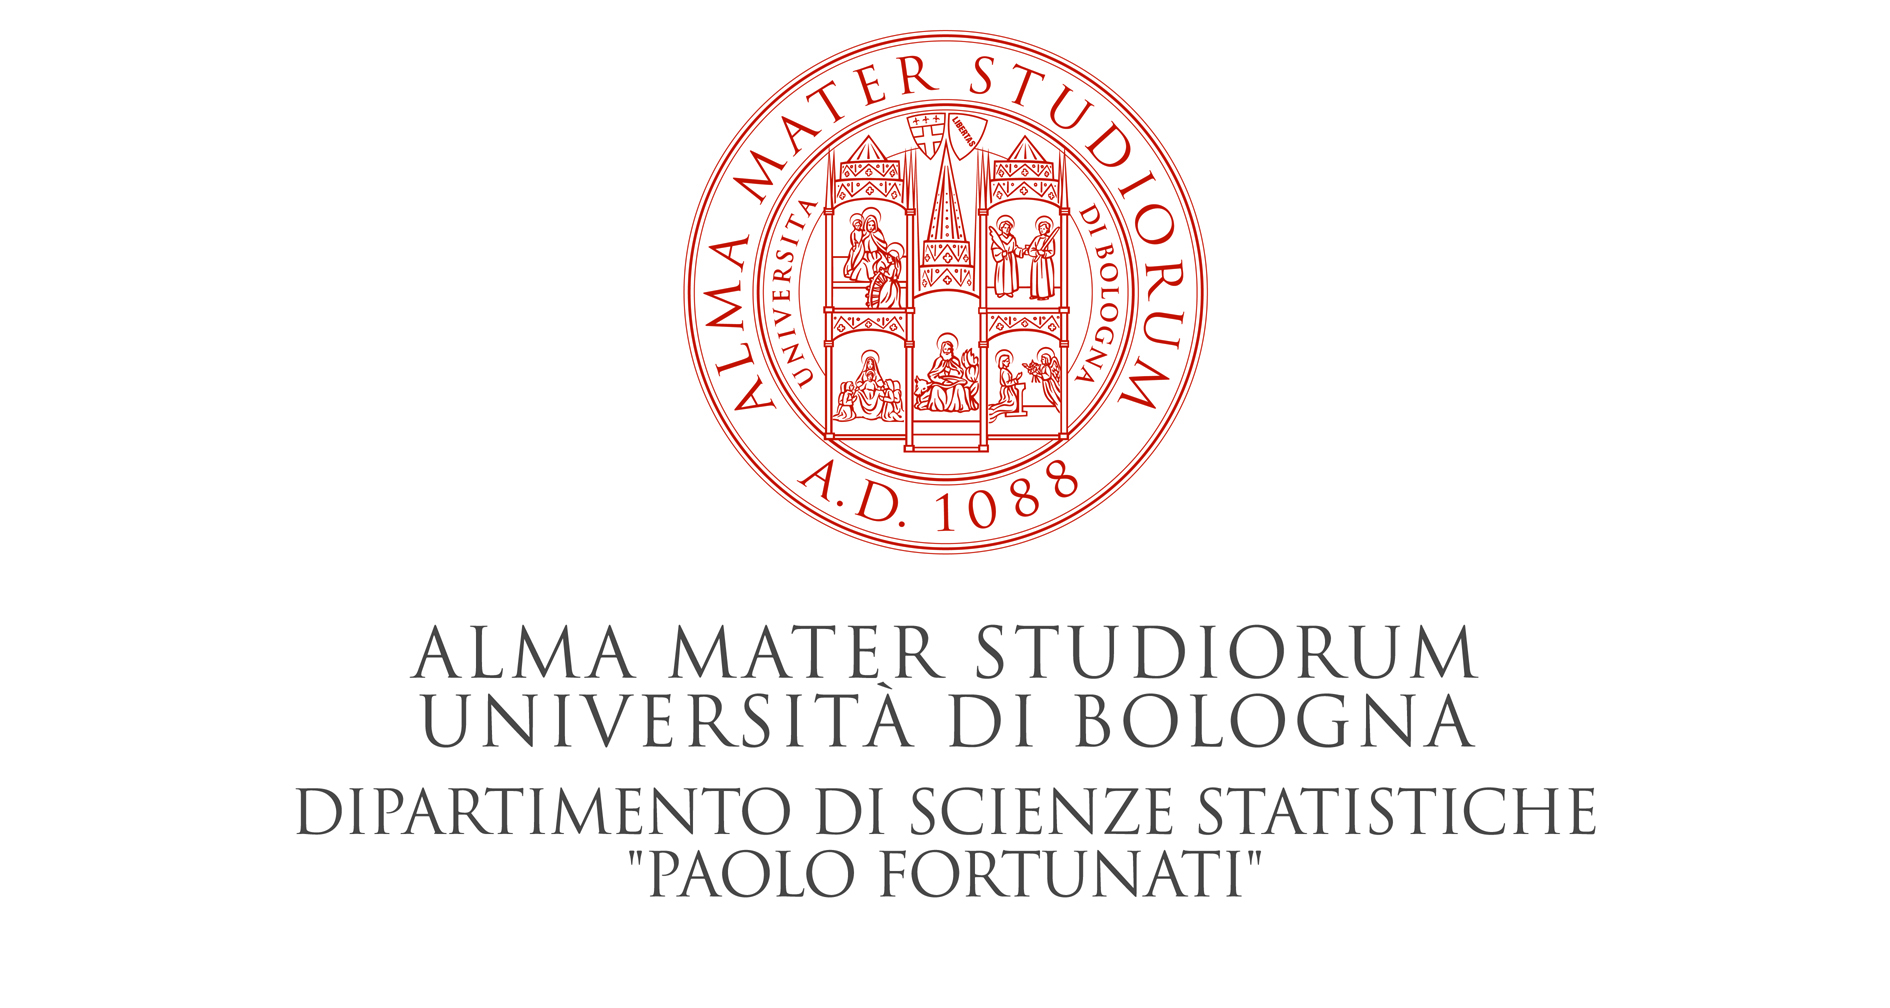 ALMA MATER STUDIORUM
A.D. 1088
UNIVERSITA
DI BOLOGNA
LIBERTAS
ALMA MATER STUDIORUM
UNIVERSITÀ DI BOLOGNA
DIPARTIMENTO DI SCIENZE STATISTICHE
"PAOLO FORTUNATI"